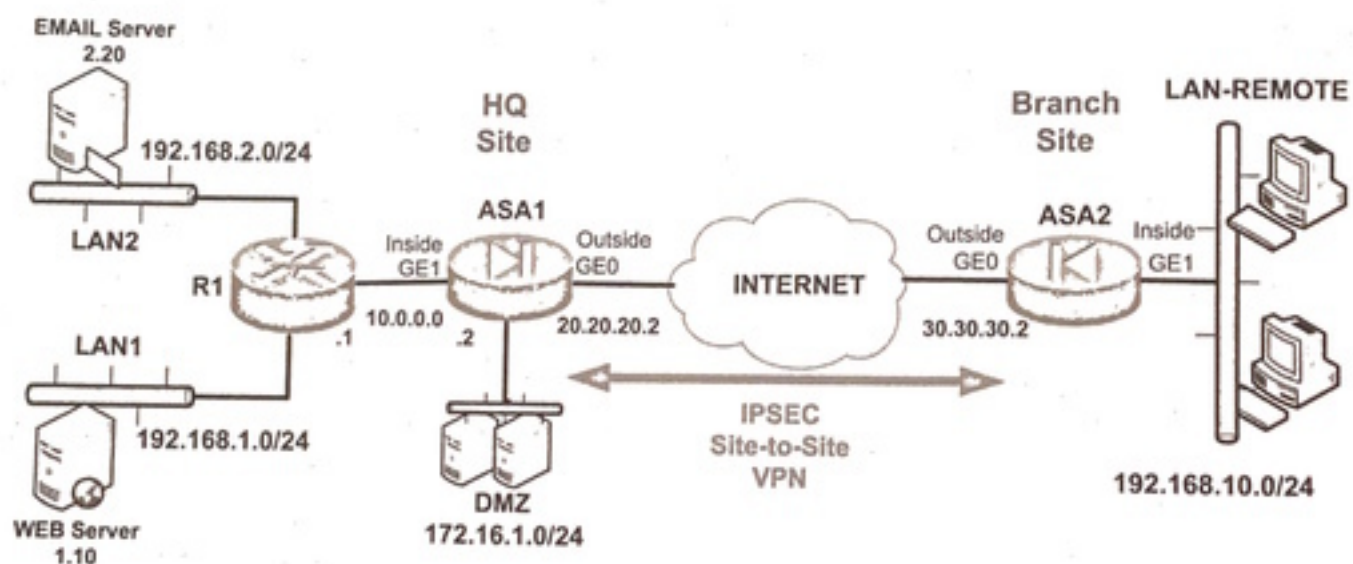 EMAIL Server
2.20
192.168.2.0/24
LAN2
HQ
Site
Branch
Site
LAN-REMOTE
ASA1
Inside
GE1
Outside
GE0
R1
.1
10.0.0.0
.2
20.20.20.2
INTERNET
ASA2
Outside
GE0
Inside
GE1
30.30.30.2
LAN1
192.168.1.0/24
WEB Server
1.10
DMZ
172.16.1.0/24
IPSEC
Site-to-Site
VPN
192.168.10.0/24